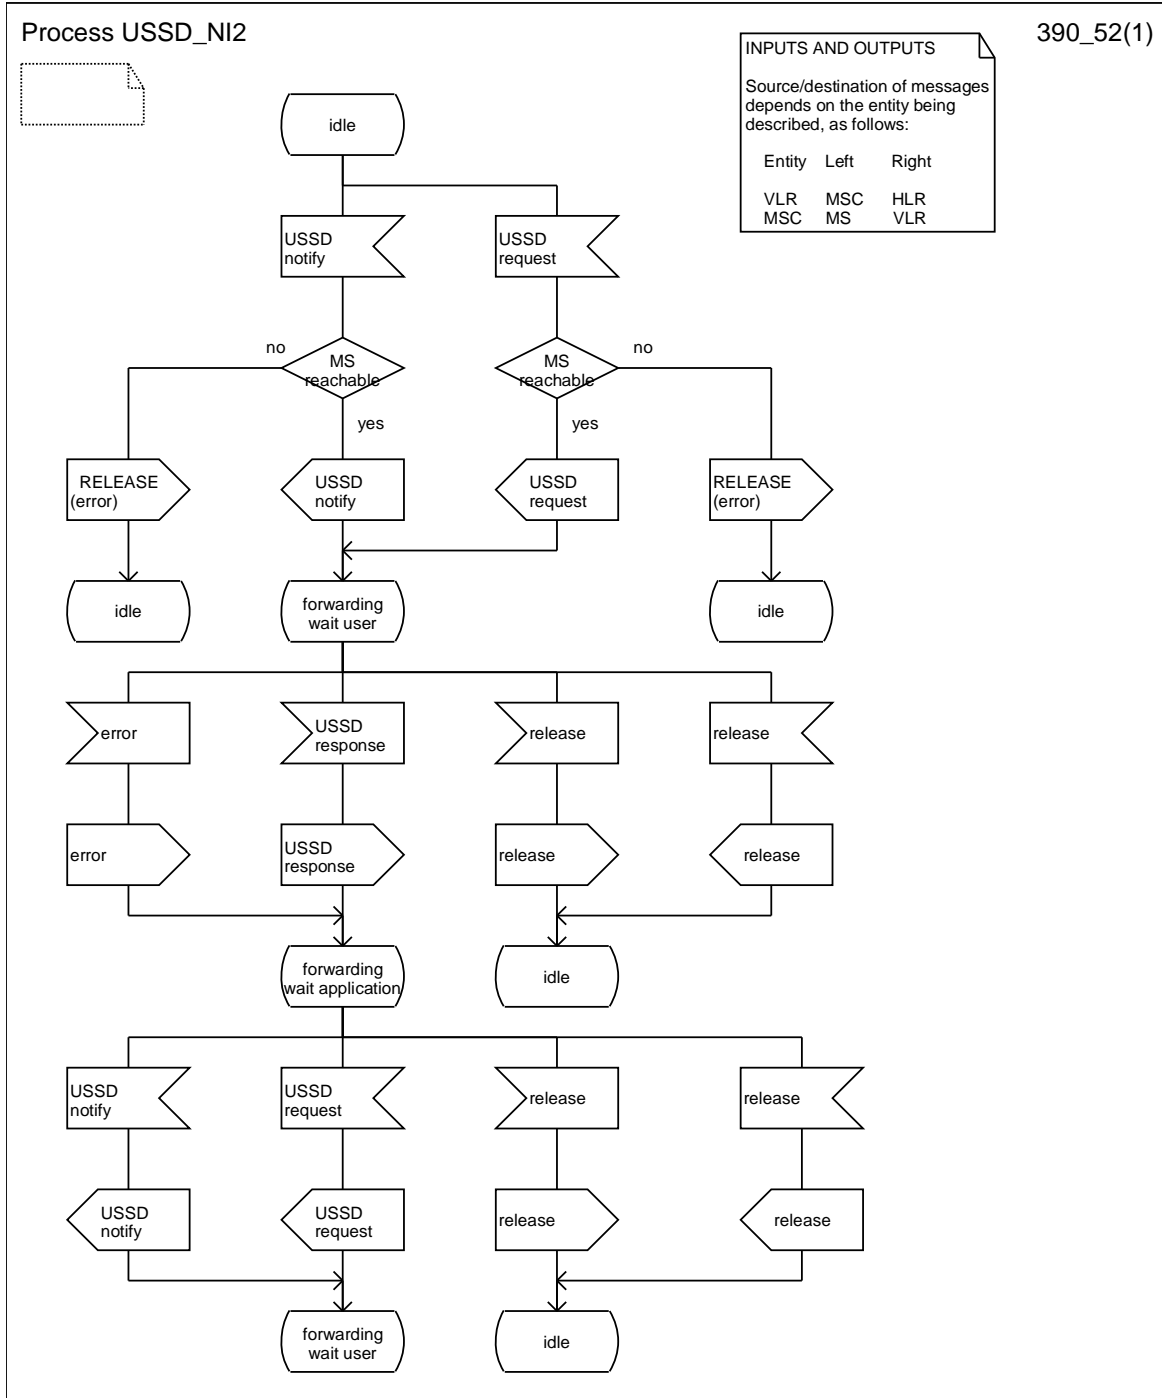 Process USSD_NI2
390_52(1)
INPUTS AND OUTPUTS
Source/destination of messages
depends on the entity being
described, as follows:
Entity Left Right
VLR MSC HLR
MSC MS VLR
idle
USSD
notify
USSD
request
no
MS
reachable
yes
MS
reachable
no
yes
RELEASE
(error)
USSD
notify
USSD
request
RELEASE
(error)
idle
forwarding
wait user
idle
error
USSD
response
release
release
error
USSD
response
release
release
forwarding
wait application
idle
USSD
notify
USSD
request
release
release
USSD
notify
USSD
request
release
release
forwarding
wait user
idle